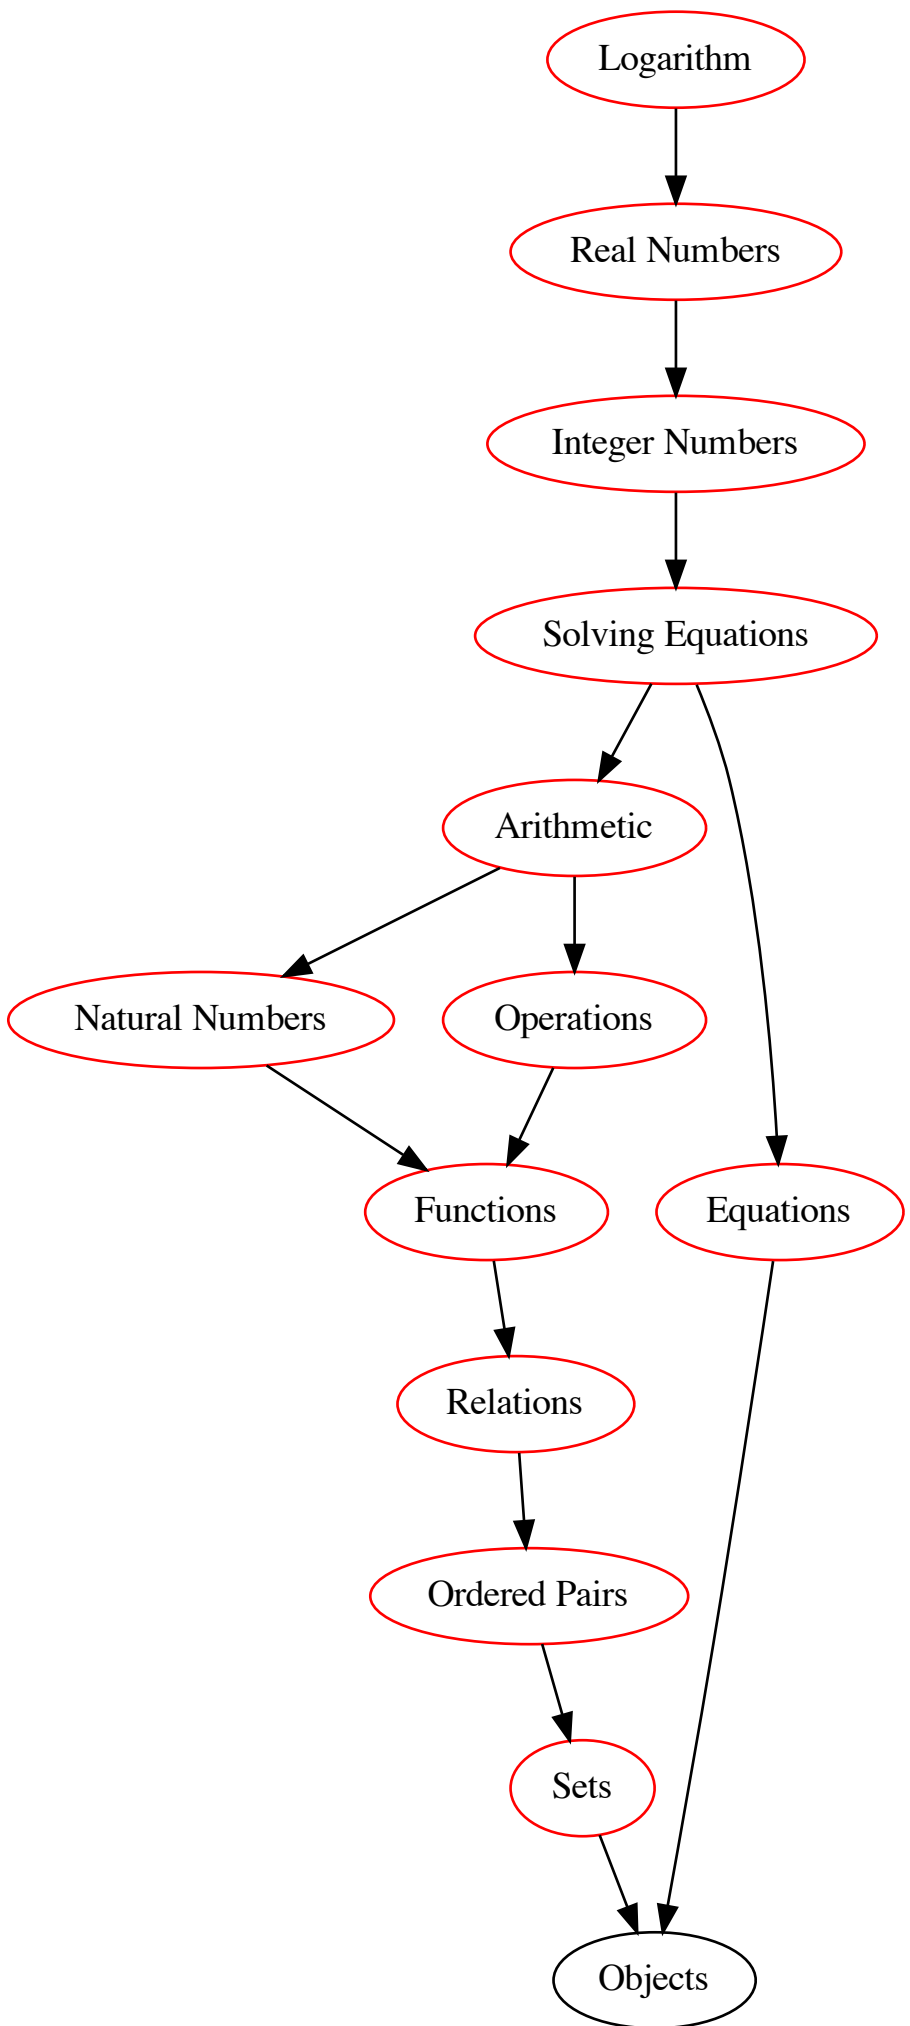 Logarithm
Real Numbers
Integer Numbers
Solving Equations
Arithmetic
Natural Numbers
Operations
Functions
Equations
Relations
Ordered Pairs
Sets
Objects